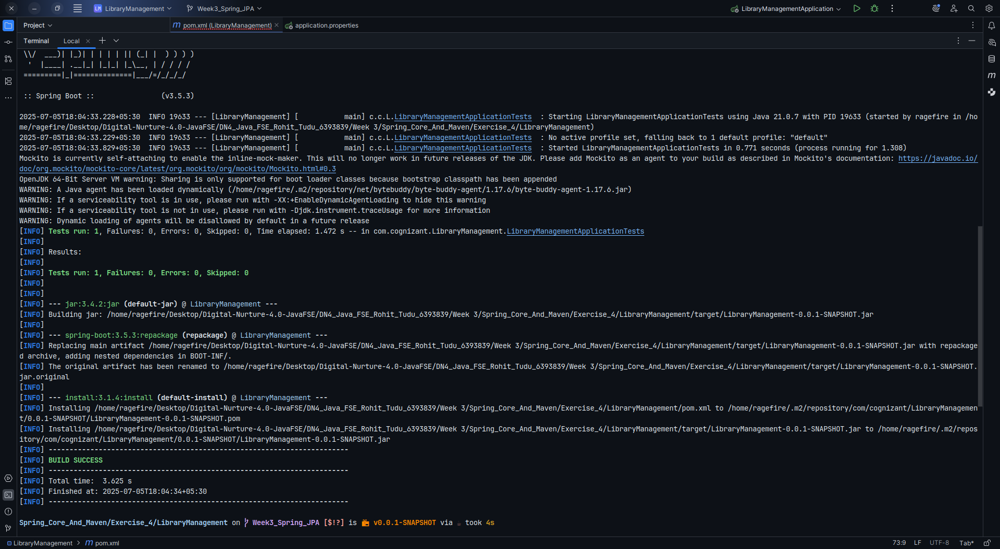 LM LibraryManagement
Week3_Spring_JPA
LibraryManagementApplication
Project
m pom.xml (LibraryManagement)
application.properties
Terminal
Local
 \\/  ___)| |_)| | | | | || (_| |  ) ) ) )
  '  |____| .__|_| |_|_| |_\__, | / / / /
 =========|_|==============|___/=/_/_/_/
 :: Spring Boot ::                (v3.5.3)
2025-07-05T18:04:33.228+05:30  INFO 19633 --- [LibraryManagement] [           main] c.c.L.LibraryManagementApplicationTests  : Starting LibraryManagementApplicationTests using Java 21.0.7 with PID 19633 (started by ragefire in /ho
me/ragefire/Desktop/Digital-Nurture-4.0-JavaFSE/DN4_Java_FSE_Rohit_Tudu_6393839/Week 3/Spring_Core_And_Maven/Exercise_4/LibraryManagement)
2025-07-05T18:04:33.229+05:30  INFO 19633 --- [LibraryManagement] [           main] c.c.L.LibraryManagementApplicationTests  : No active profile set, falling back to 1 default profile: "default"
2025-07-05T18:04:33.829+05:30  INFO 19633 --- [LibraryManagement] [           main] c.c.L.LibraryManagementApplicationTests  : Started LibraryManagementApplicationTests in 0.771 seconds (process running for 1.308)
Mockito is currently self-attaching to enable the inline-mock-maker. This will no longer work in future releases of the JDK. Please add Mockito as an agent to your build as described in Mockito's documentation: https://javadoc.io/
doc/org.mockito/mockito-core/latest/org.mockito/org/mockito/Mockito.html#0.3
OpenJDK 64-Bit Server VM warning: Sharing is only supported for boot loader classes because bootstrap classpath has been appended
WARNING: A Java agent has been loaded dynamically (/home/ragefire/.m2/repository/net/bytebuddy/byte-buddy-agent/1.17.6/byte-buddy-agent-1.17.6.jar)
WARNING: If a serviceability tool is in use, please run with -XX:+EnableDynamicAgentLoading to hide this warning
WARNING: If a serviceability tool is not in use, please run with -Djdk.instrument.traceUsage for more information
WARNING: Dynamic loading of agents will be disallowed by default in a future release
[INFO] Tests run: 1, Failures: 0, Errors: 0, Skipped: 0, Time elapsed: 1.472 s -- in com.cognizant.LibraryManagement.LibraryManagementApplicationTests
[INFO]
[INFO] Results:
[INFO]
[INFO] Tests run: 1, Failures: 0, Errors: 0, Skipped: 0
[INFO]
[INFO]
[INFO] --- jar:3.4.2:jar (default-jar) @ LibraryManagement ---
[INFO] Building jar: /home/ragefire/Desktop/Digital-Nurture-4.0-JavaFSE/DN4_Java_FSE_Rohit_Tudu_6393839/Week 3/Spring_Core_And_Maven/Exercise_4/LibraryManagement/target/LibraryManagement-0.0.1-SNAPSHOT.jar
[INFO]
[INFO] --- spring-boot:3.5.3:repackage (repackage) @ LibraryManagement ---
[INFO] Replacing main artifact /home/ragefire/Desktop/Digital-Nurture-4.0-JavaFSE/DN4_Java_FSE_Rohit_Tudu_6393839/Week 3/Spring_Core_And_Maven/Exercise_4/LibraryManagement/target/LibraryManagement-0.0.1-SNAPSHOT.jar with repackage
d archive, adding nested dependencies in BOOT-INF/.
[INFO] The original artifact has been renamed to /home/ragefire/Desktop/Digital-Nurture-4.0-JavaFSE/DN4_Java_FSE_Rohit_Tudu_6393839/Week 3/Spring_Core_And_Maven/Exercise_4/LibraryManagement/target/LibraryManagement-0.0.1-SNAPSHOT.
jar.original
[INFO]
[INFO] --- install:3.1.4:install (default-install) @ LibraryManagement ---
[INFO] Installing /home/ragefire/Desktop/Digital-Nurture-4.0-JavaFSE/DN4_Java_FSE_Rohit_Tudu_6393839/Week 3/Spring_Core_And_Maven/Exercise_4/LibraryManagement/pom.xml to /home/ragefire/.m2/repository/com/cognizant/LibraryManagemen
t/0.0.1-SNAPSHOT/LibraryManagement-0.0.1-SNAPSHOT.pom
[INFO] Installing /home/ragefire/Desktop/Digital-Nurture-4.0-JavaFSE/DN4_Java_FSE_Rohit_Tudu_6393839/Week 3/Spring_Core_And_Maven/Exercise_4/LibraryManagement/target/LibraryManagement-0.0.1-SNAPSHOT.jar to /home/ragefire/.m2/repos
itory/com/cognizant/LibraryManagement/0.0.1-SNAPSHOT/LibraryManagement-0.0.1-SNAPSHOT.jar
[INFO] ------------------------------------------------------------------------
[INFO] BUILD SUCCESS
[INFO] ------------------------------------------------------------------------
[INFO] Total time:  3.625 s
[INFO] Finished at: 2025-07-05T18:04:34+05:30
[INFO] ------------------------------------------------------------------------
Spring_Core_And_Maven/Exercise_4/LibraryManagement on Week3_Spring_JPA [$!?] is v0.0.1-SNAPSHOT via took 4s
LibraryManagement > m pom.xml
73:9 LF UTF-8 Tab*